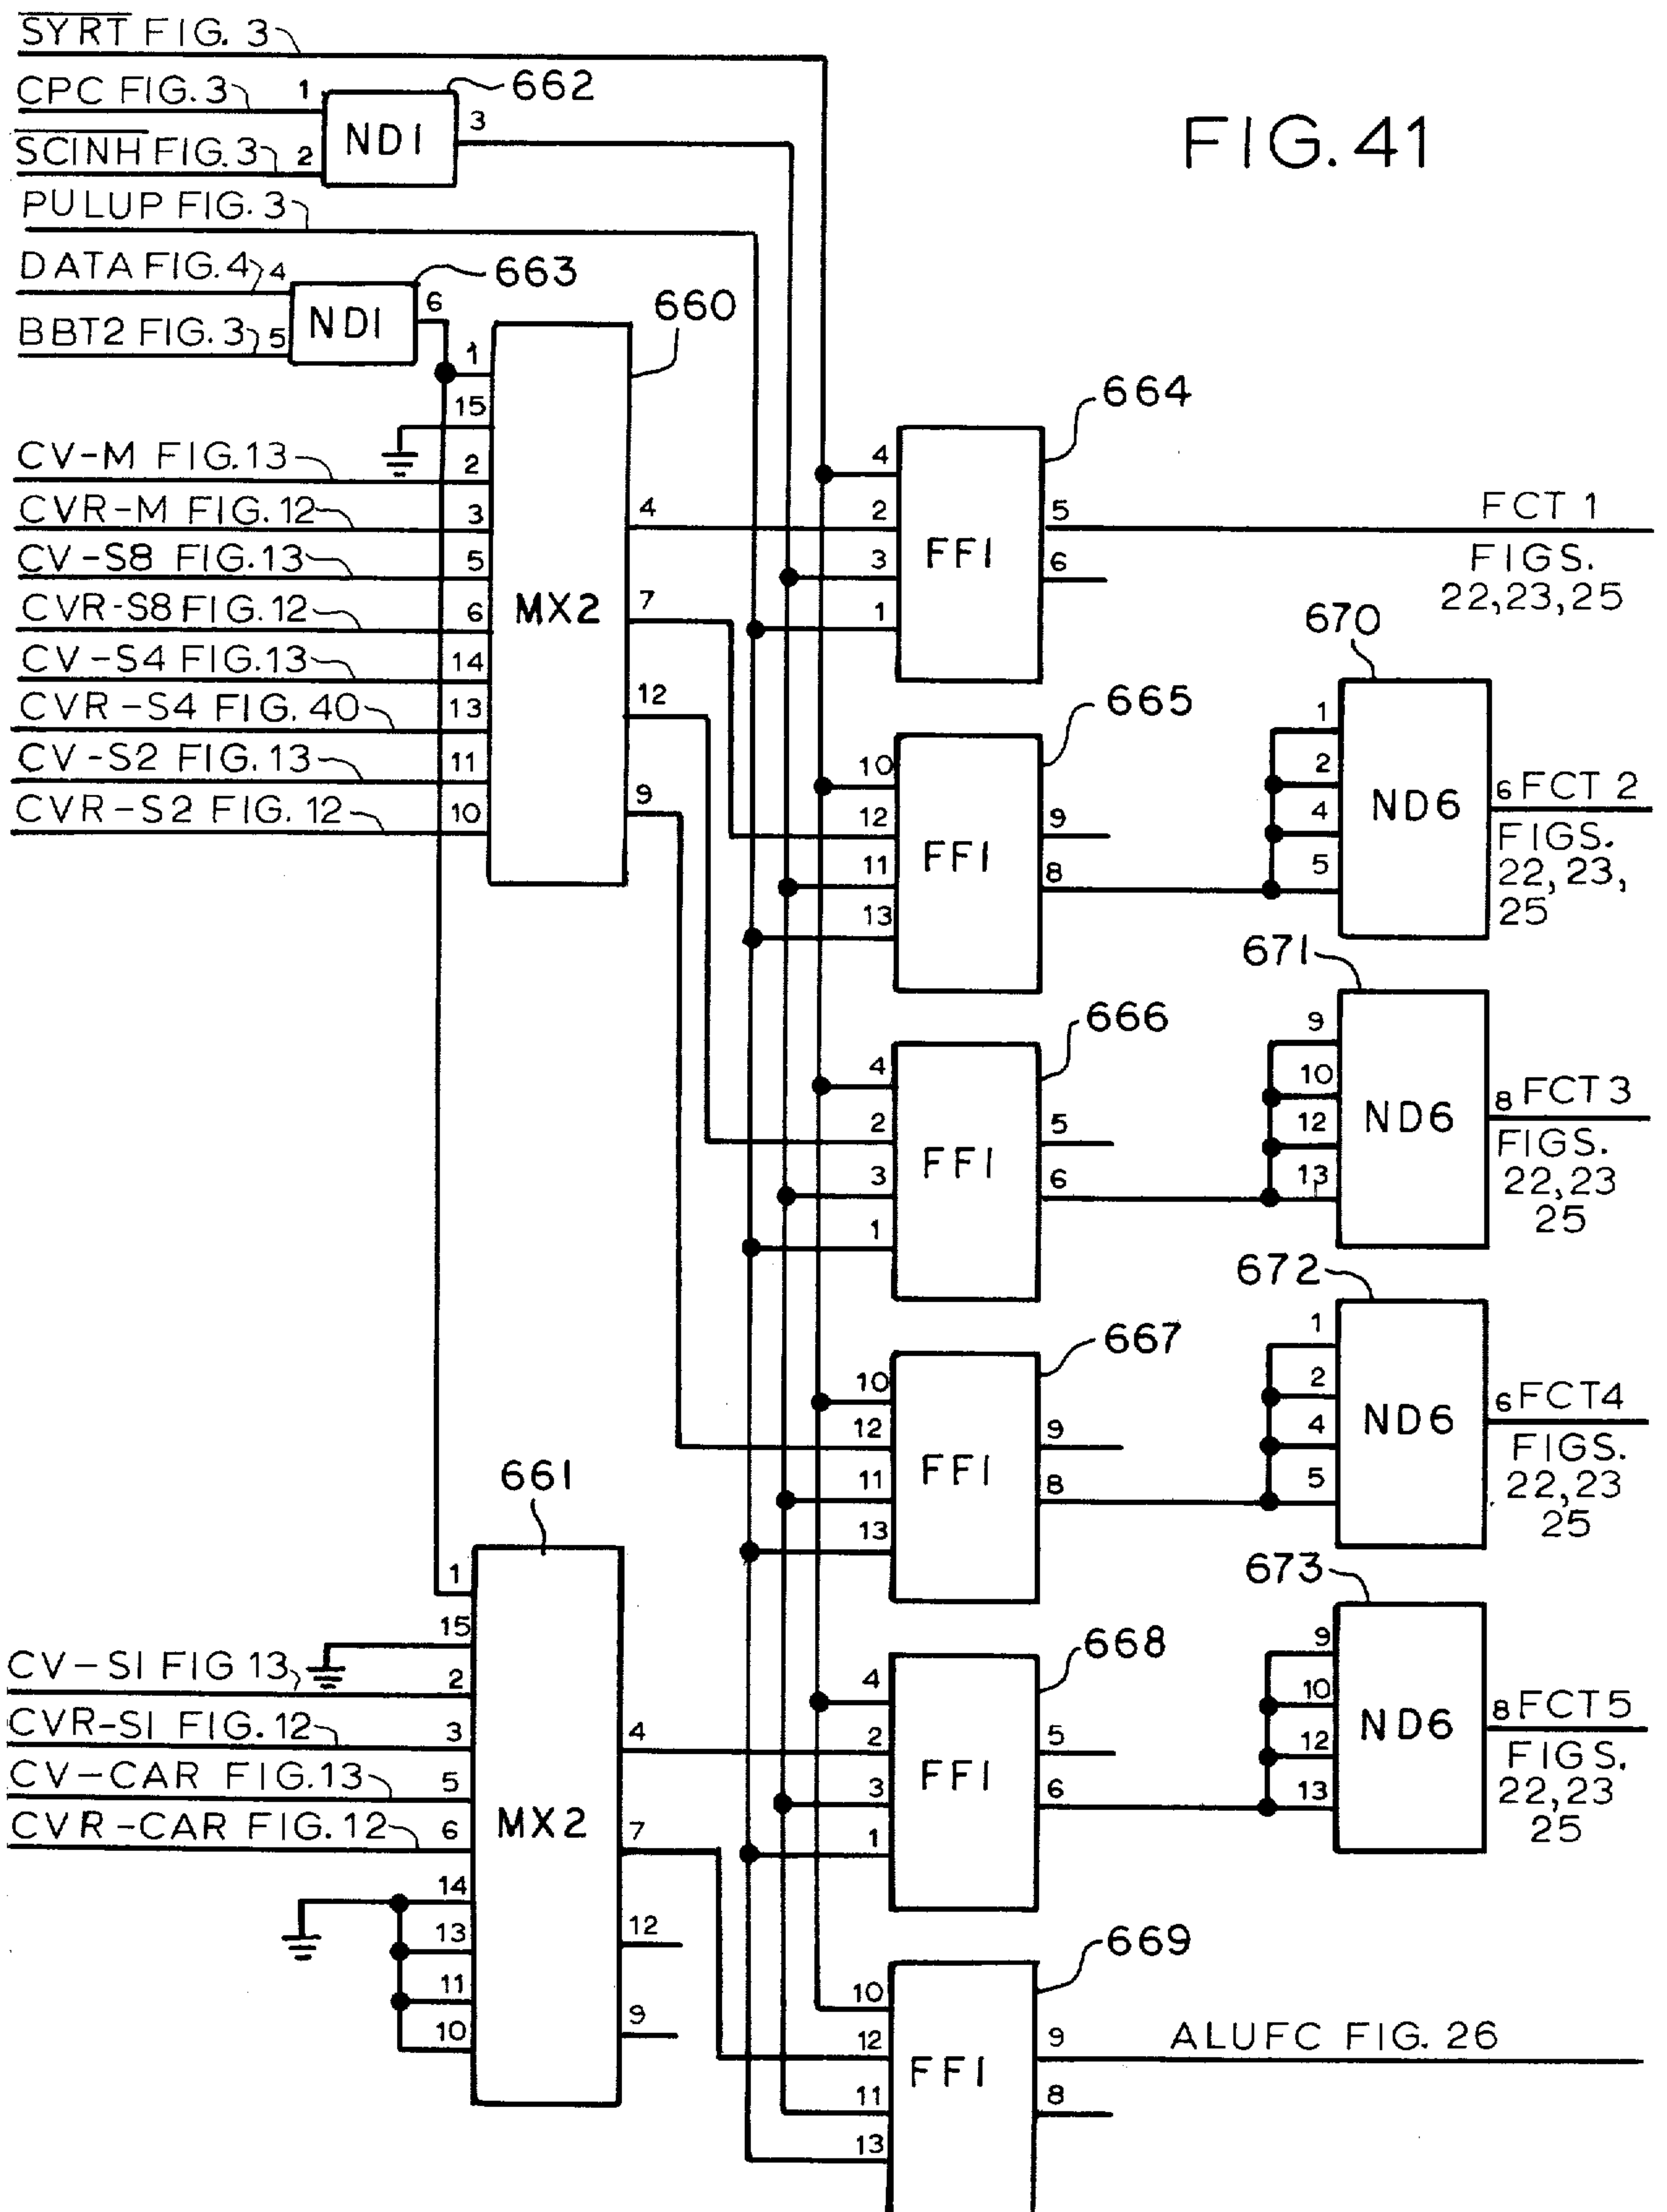 FIG. 41
SYRT FIG. 3
CPC FIG. 3
1
662
ND1
3
SCINH FIG. 3
2
PULUP FIG. 3
DATA FIG. 4
4
663
ND1
6
BBT2 FIG. 3
5
660
1
15
CV-M FIG. 13
2
CVR-M FIG. 12
3
CV-S8 FIG. 13
5
CVR-S8 FIG. 12
6
CV-S4 FIG. 13
14
CVR-S4 FIG. 40
13
CV-S2 FIG. 13
11
CVR-S2 FIG. 12
10
MX2
4
7
12
9
664
4
2
3
1
FF1
5
6
FCT 1
FIGS.
22, 23, 25
665
10
12
11
13
FF1
9
8
670
1
2
4
5
ND6
6 FCT 2
FIGS.
22, 23,
25
666
4
2
3
1
FF1
5
6
671
9
10
12
13
ND6
8 FCT 3
FIGS.
22, 23
25
667
10
12
11
13
FF1
9
8
672
1
2
4
5
ND6
6 FCT4
FIGS.
22, 23
25
661
1
15
CV-S1 FIG 13
2
CVR-S1 FIG. 12
3
CV-CAR FIG. 13
5
CVR-CAR FIG. 12
6
14
13
11
10
MX2
4
7
12
9
668
4
2
3
1
FF1
5
6
673
9
10
12
13
ND6
8 FCT5
FIGS.
22, 23
25
669
10
12
11
13
FF1
9
8
ALUFC FIG. 26